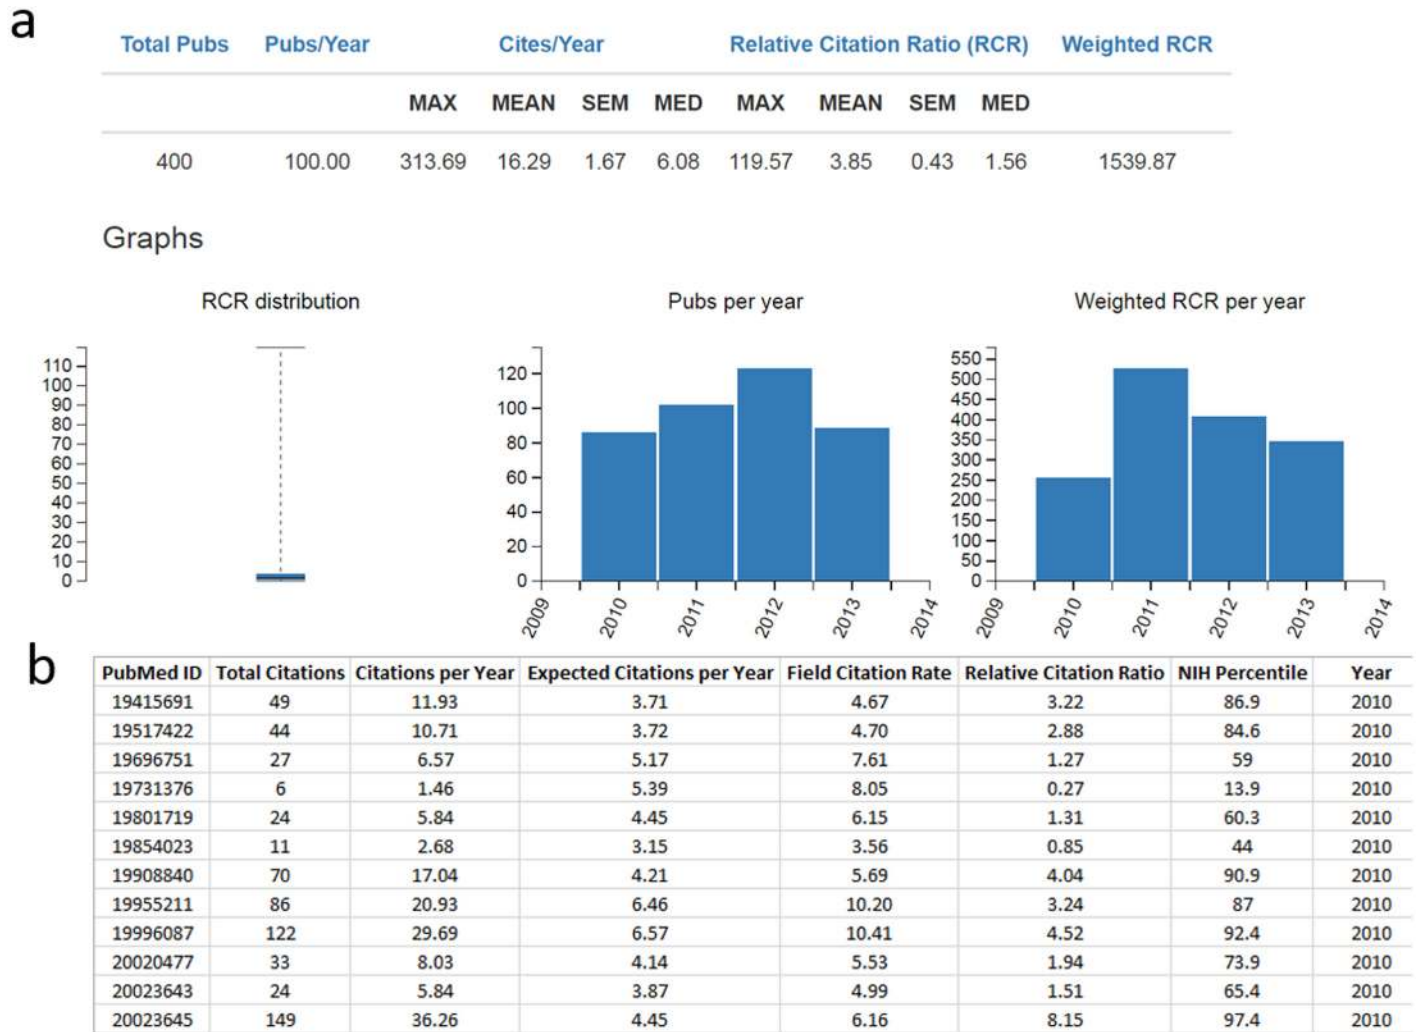 a
Total Pubs Pubs/Year Cites/Year Relative Citation Ratio (RCR) Weighted RCR
MAX MEAN SEM MED MAX MEAN SEM MED
400 100.00 313.69 16.29 1.67 6.08 119.57 3.85 0.43 1.56 1539.87
Graphs
RCR distribution
110
100
90
80
70
60
50
40
30
20
10
0
Pubs per year
120
100
80
60
40
20
0
2009 2010 2011 2012 2013 2014
Weighted RCR per year
550
500
450
400
350
300
250
200
150
100
50
0
2009 2010 2011 2012 2013 2014
b
PubMed ID Total Citations Citations per Year Expected Citations per Year Field Citation Rate Relative Citation Ratio NIH Percentile Year
19415691 49 11.93 3.71 4.67 3.22 86.9 2010
19517422 44 10.71 3.72 4.70 2.88 84.6 2010
19696751 27 6.57 5.17 7.61 1.27 59 2010
19731376 6 1.46 5.39 8.05 0.27 13.9 2010
19801719 24 5.84 4.45 6.15 1.31 60.3 2010
19854023 11 2.68 3.15 3.56 0.85 44 2010
19908840 70 17.04 4.21 5.69 4.04 90.9 2010
19955211 86 20.93 6.46 10.20 3.24 87 2010
19996087 122 29.69 6.57 10.41 4.52 92.4 2010
20020477 33 8.03 4.14 5.53 1.94 73.9 2010
20023643 24 5.84 3.87 4.99 1.51 65.4 2010
20023645 149 36.26 4.45 6.16 8.15 97.4 2010